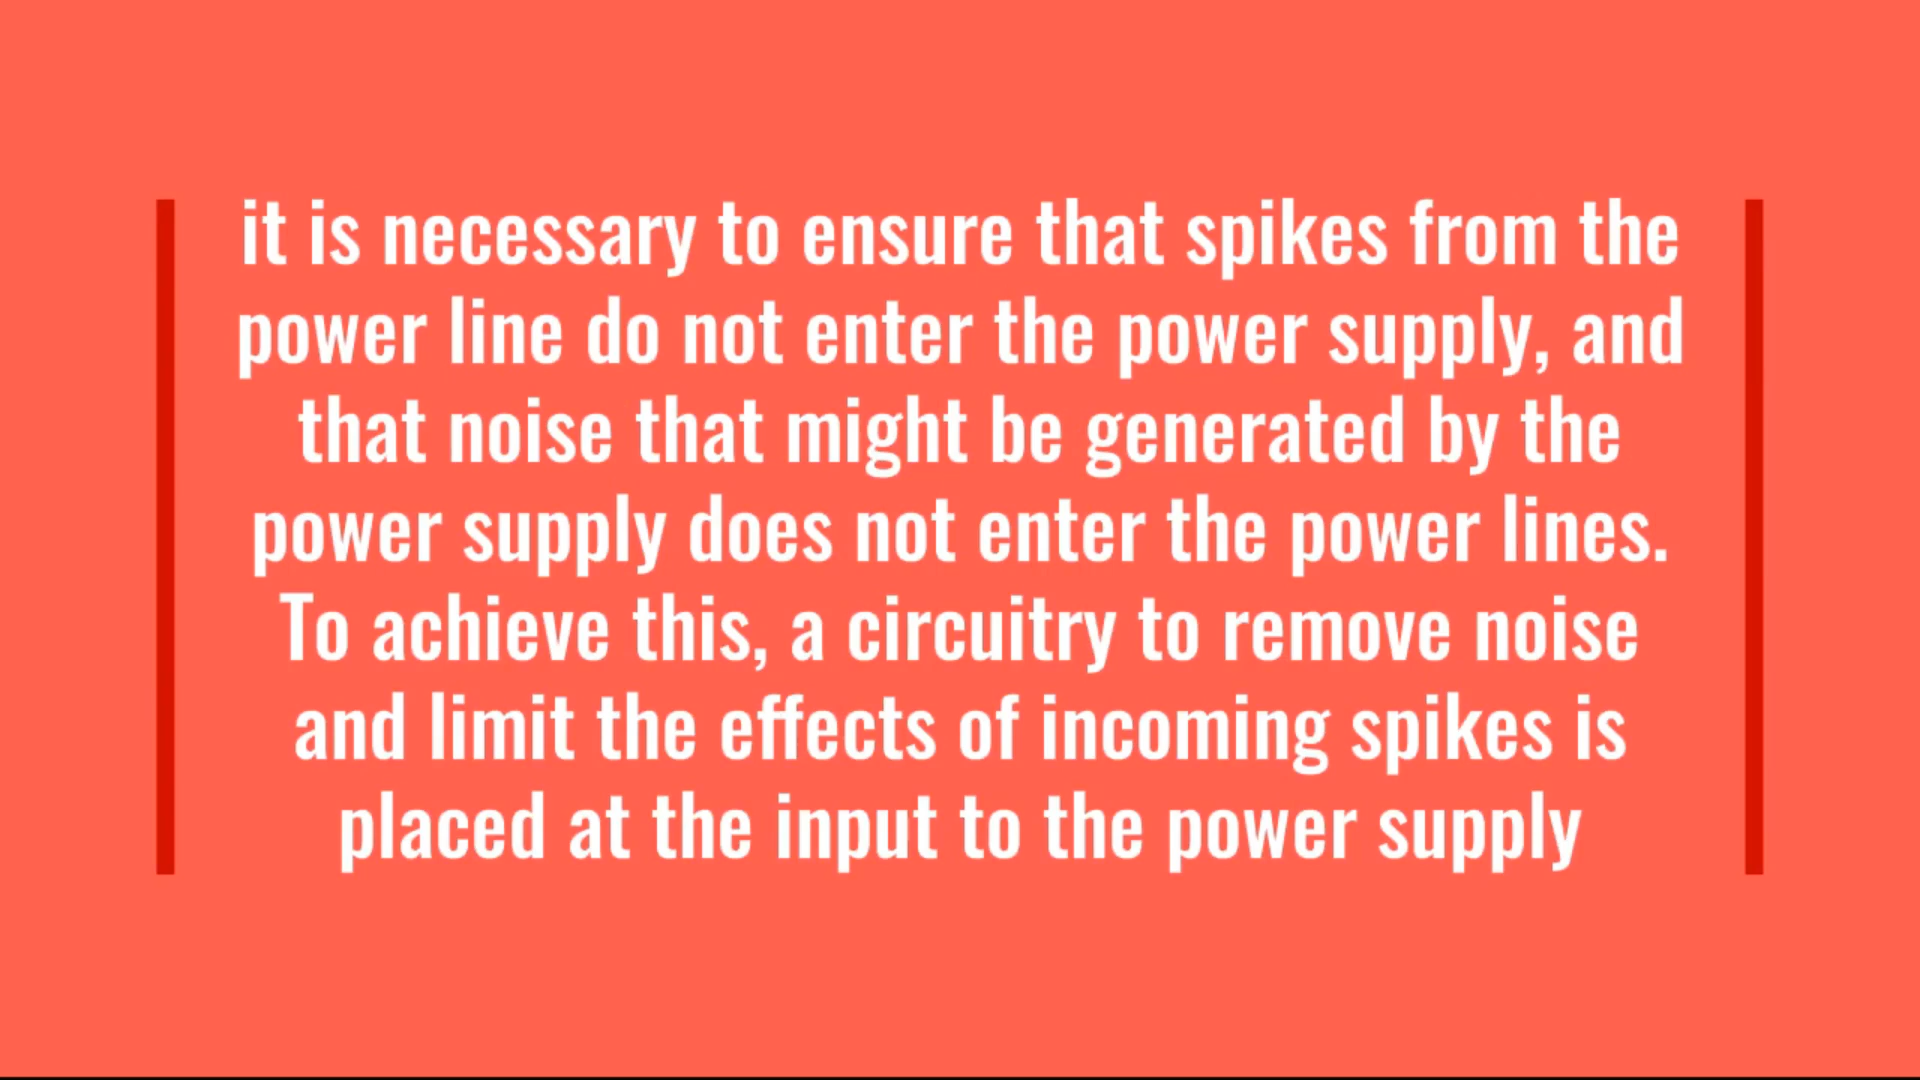 it is necessary to ensure that spikes from the
power line do not enter the power supply, and
that noise that might be generated by the
power supply does not enter the power lines.
To achieve this, a circuitry to remove noise
and limit the effects of incoming spikes is
placed at the input to the power supply